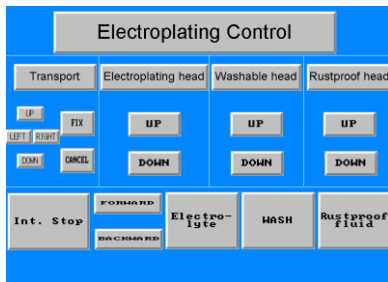 Electroplating Control
Transport
Electroplating head
Washable head
Rustproof head
UP
LEFT RIGHT
DOWN
FIX
CANCEL
UP
DOWN
UP
DOWN
UP
DOWN
Int. Stop
FORWARD
BACKWARD
Electro-
lyte
WASH
Rustproof
fluid